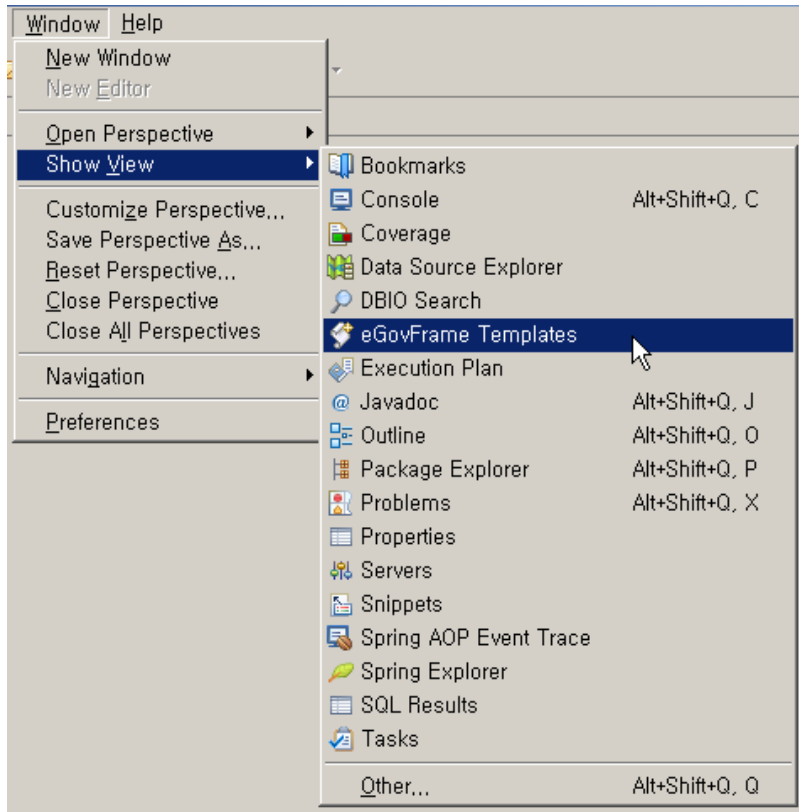 Window Help
New Window
New Editor
Open Perspective
Show View
Customize Perspective...
Save Perspective As...
Reset Perspective...
Close Perspective
Close All Perspectives
Navigation
Preferences
Bookmarks
Console Alt+Shift+Q, C
Coverage
Data Source Explorer
DBIO Search
eGovFrame Templates
Execution Plan
Javadoc Alt+Shift+Q, J
Outline Alt+Shift+Q, O
Package Explorer Alt+Shift+Q, P
Problems Alt+Shift+Q, X
Properties
Servers
Snippets
Spring AOP Event Trace
Spring Explorer
SQL Results
Tasks
Other... Alt+Shift+Q, Q